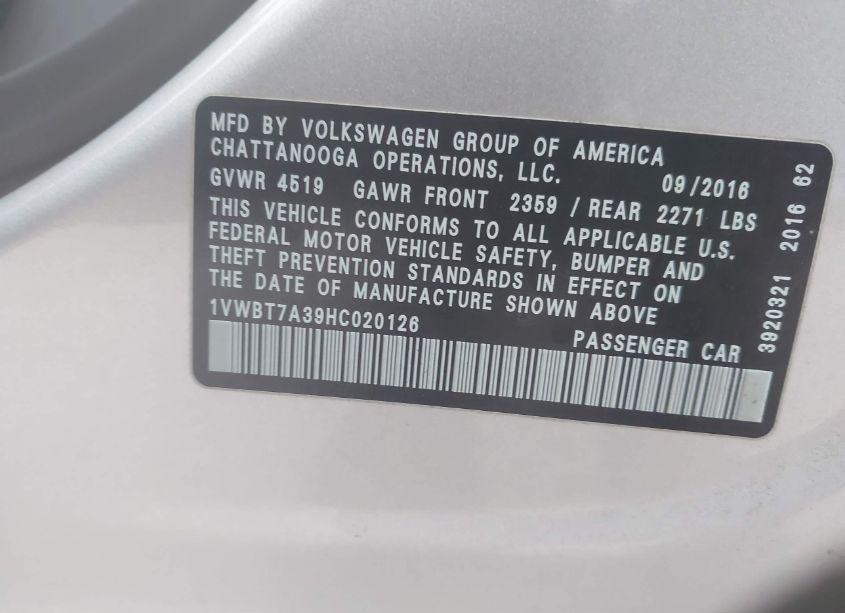 MFD BY VOLKSWAGEN GROUP OF AMERICA
CHATTANOOGA OPERATIONS, LLC. 09/2016
GVWR 4519 GAWR FRONT 2359 / REAR 2271 LBS
THIS VEHICLE CONFORMS TO ALL APPLICABLE U.S.
FEDERAL MOTOR VEHICLE SAFETY, BUMPER AND
THEFT PREVENTION STANDARDS IN EFFECT ON
THE DATE OF MANUFACTURE SHOWN ABOVE
1VWBT7A39HC020126 PASSENGER CAR
3920321 2016 62